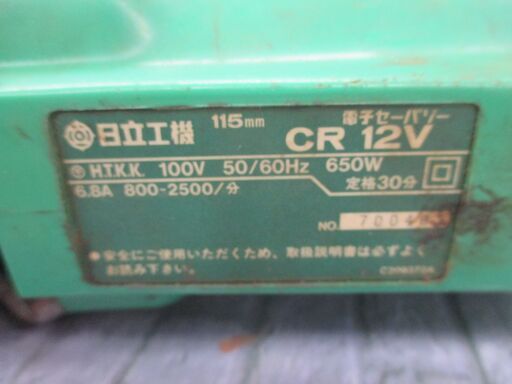 日立工機 115mm 電子セーバソー
CR 12V
H.T.K.K. 100V 50/60Hz 650W
6.8A 800-2500/分 定格30分
NO.
●安全にご使用いただくため、取扱説明書は必ずよく
お読み下さい。